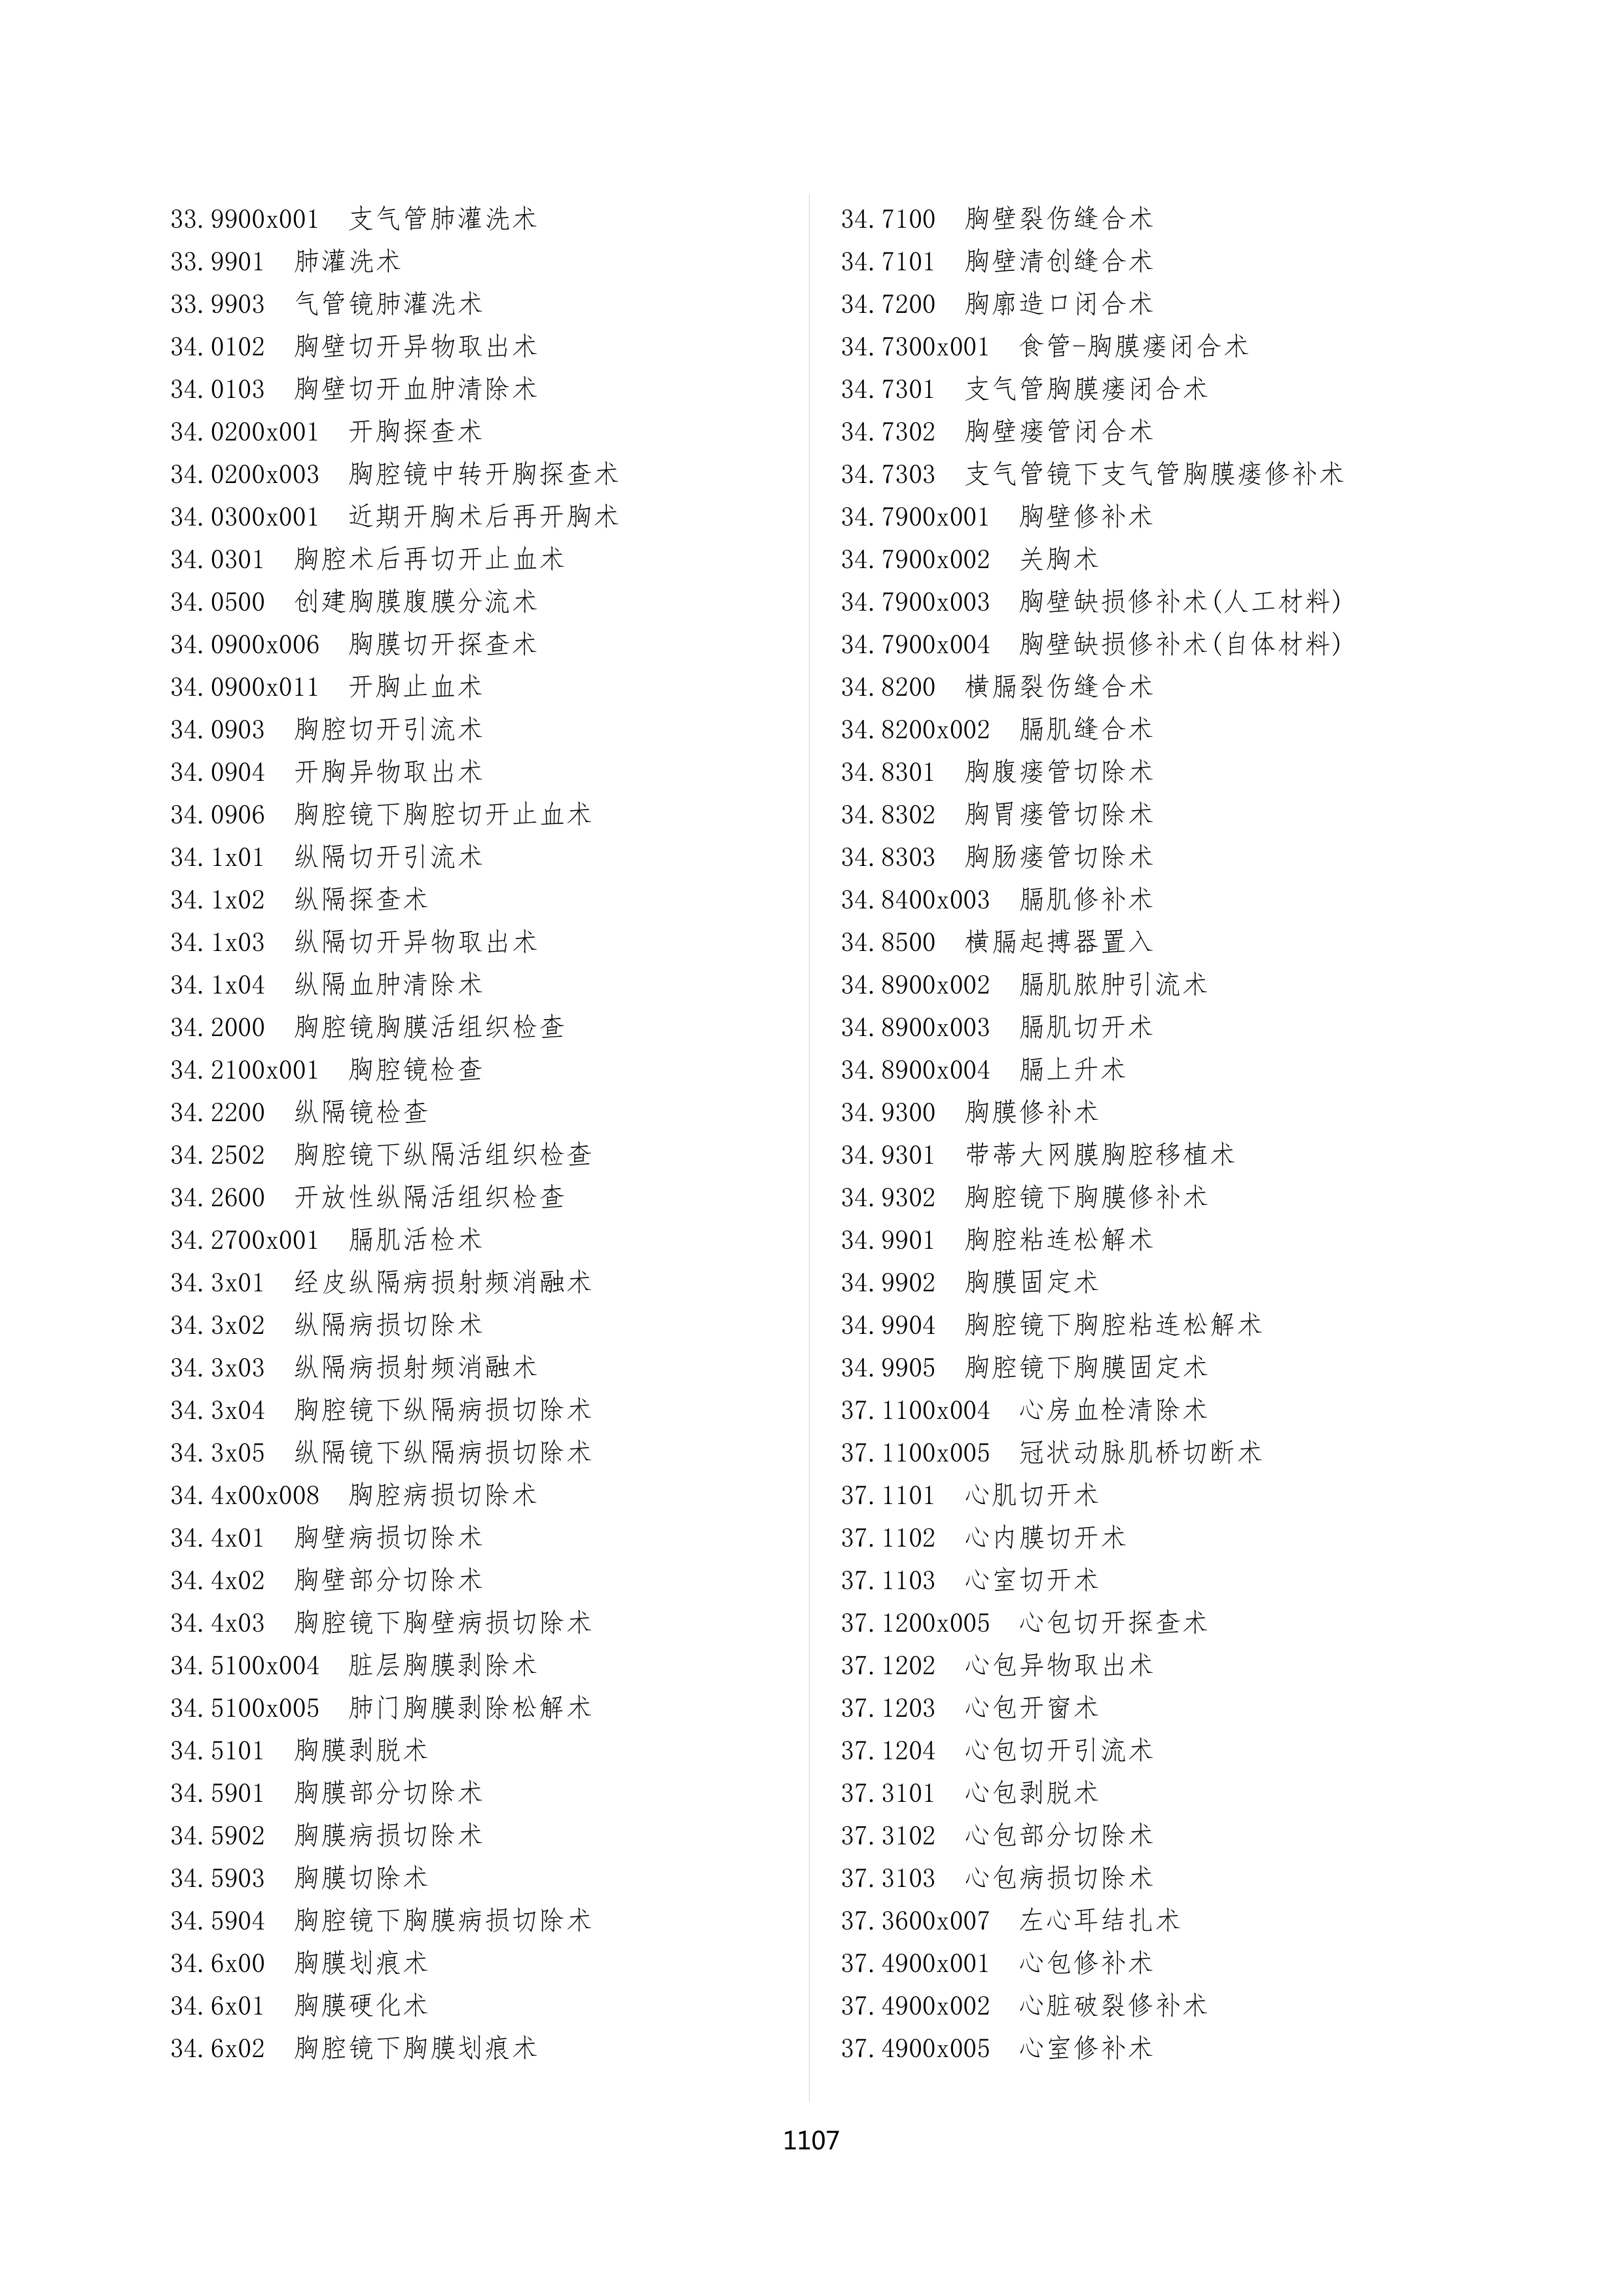 33.9900x001 支气管肺灌洗术
33.9901 肺灌洗术
33.9903 气管镜肺灌洗术
34.0102 胸壁切开异物取出术
34.0103 胸壁切开血肿清除术
34.0200x001 开胸探查术
34.0200x003 胸腔镜中转开胸探查术
34.0300x001 近期开胸术后再开胸术
34.0301 胸腔术后再切开止血术
34.0500 创建胸膜腹膜分流术
34.0900x006 胸膜切开探查术
34.0900x011 开胸止血术
34.0903 胸腔切开引流术
34.0904 开胸异物取出术
34.0906 胸腔镜下胸腔切开止血术
34.1x01 纵隔切开引流术
34.1x02 纵隔探查术
34.1x03 纵隔切开异物取出术
34.1x04 纵隔血肿清除术
34.2000 胸腔镜胸膜活组织检查
34.2100x001 胸腔镜检查
34.2200 纵隔镜检查
34.2502 胸腔镜下纵隔活组织检查
34.2600 开放性纵隔活组织检查
34.2700x001 膈肌活检术
34.3x01 经皮纵隔病损射频消融术
34.3x02 纵隔病损切除术
34.3x03 纵隔病损射频消融术
34.3x04 胸腔镜下纵隔病损切除术
34.3x05 纵隔镜下纵隔病损切除术
34.4x00x008 胸腔病损切除术
34.4x01 胸壁病损切除术
34.4x02 胸壁部分切除术
34.4x03 胸腔镜下胸壁病损切除术
34.5100x004 脏层胸膜剥除术
34.5100x005 肺门胸膜剥除松解术
34.5101 胸膜剥脱术
34.5901 胸膜部分切除术
34.5902 胸膜病损切除术
34.5903 胸膜切除术
34.5904 胸腔镜下胸膜病损切除术
34.6x00 胸膜划痕术
34.6x01 胸膜硬化术
34.6x02 胸腔镜下胸膜划痕术
34.7100 胸壁裂伤缝合术
34.7101 胸壁清创缝合术
34.7200 胸廓造口闭合术
34.7300x001 食管-胸膜瘘闭合术
34.7301 支气管胸膜瘘闭合术
34.7302 胸壁瘘管闭合术
34.7303 支气管镜下支气管胸膜瘘修补术
34.7900x001 胸壁修补术
34.7900x002 关胸术
34.7900x003 胸壁缺损修补术(人工材料)
34.7900x004 胸壁缺损修补术(自体材料)
34.8200 横膈裂伤缝合术
34.8200x002 膈肌缝合术
34.8301 胸腹瘘管切除术
34.8302 胸胃瘘管切除术
34.8303 胸肠瘘管切除术
34.8400x003 膈肌修补术
34.8500 横膈起搏器置入
34.8900x002 膈肌脓肿引流术
34.8900x003 膈肌切开术
34.8900x004 膈上升术
34.9300 胸膜修补术
34.9301 带蒂大网膜胸腔移植术
34.9302 胸腔镜下胸膜修补术
34.9901 胸腔粘连松解术
34.9902 胸膜固定术
34.9904 胸腔镜下胸腔粘连松解术
34.9905 胸腔镜下胸膜固定术
37.1100x004 心房血栓清除术
37.1100x005 冠状动脉肌桥切断术
37.1101 心肌切开术
37.1102 心内膜切开术
37.1103 心室切开术
37.1200x005 心包切开探查术
37.1202 心包异物取出术
37.1203 心包开窗术
37.1204 心包切开引流术
37.3101 心包剥脱术
37.3102 心包部分切除术
37.3103 心包病损切除术
37.3600x007 左心耳结扎术
37.4900x001 心包修补术
37.4900x002 心脏破裂修补术
37.4900x005 心室修补术
1107